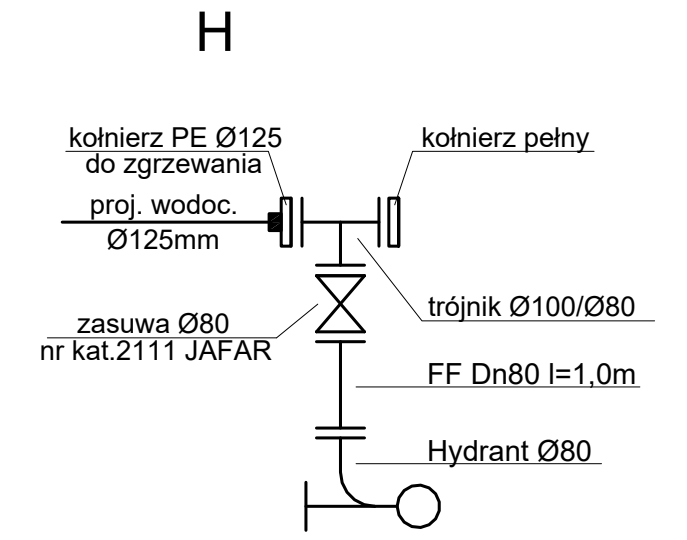 H
kołnierz PE Ø125
do zgrzewania
kołnierz pełny
proj. wodoc.
Ø125mm
trójnik Ø100/Ø80
zasuwa Ø80
nr kat.2111 JAFAR
FF Dn80 l=1,0m
Hydrant Ø80